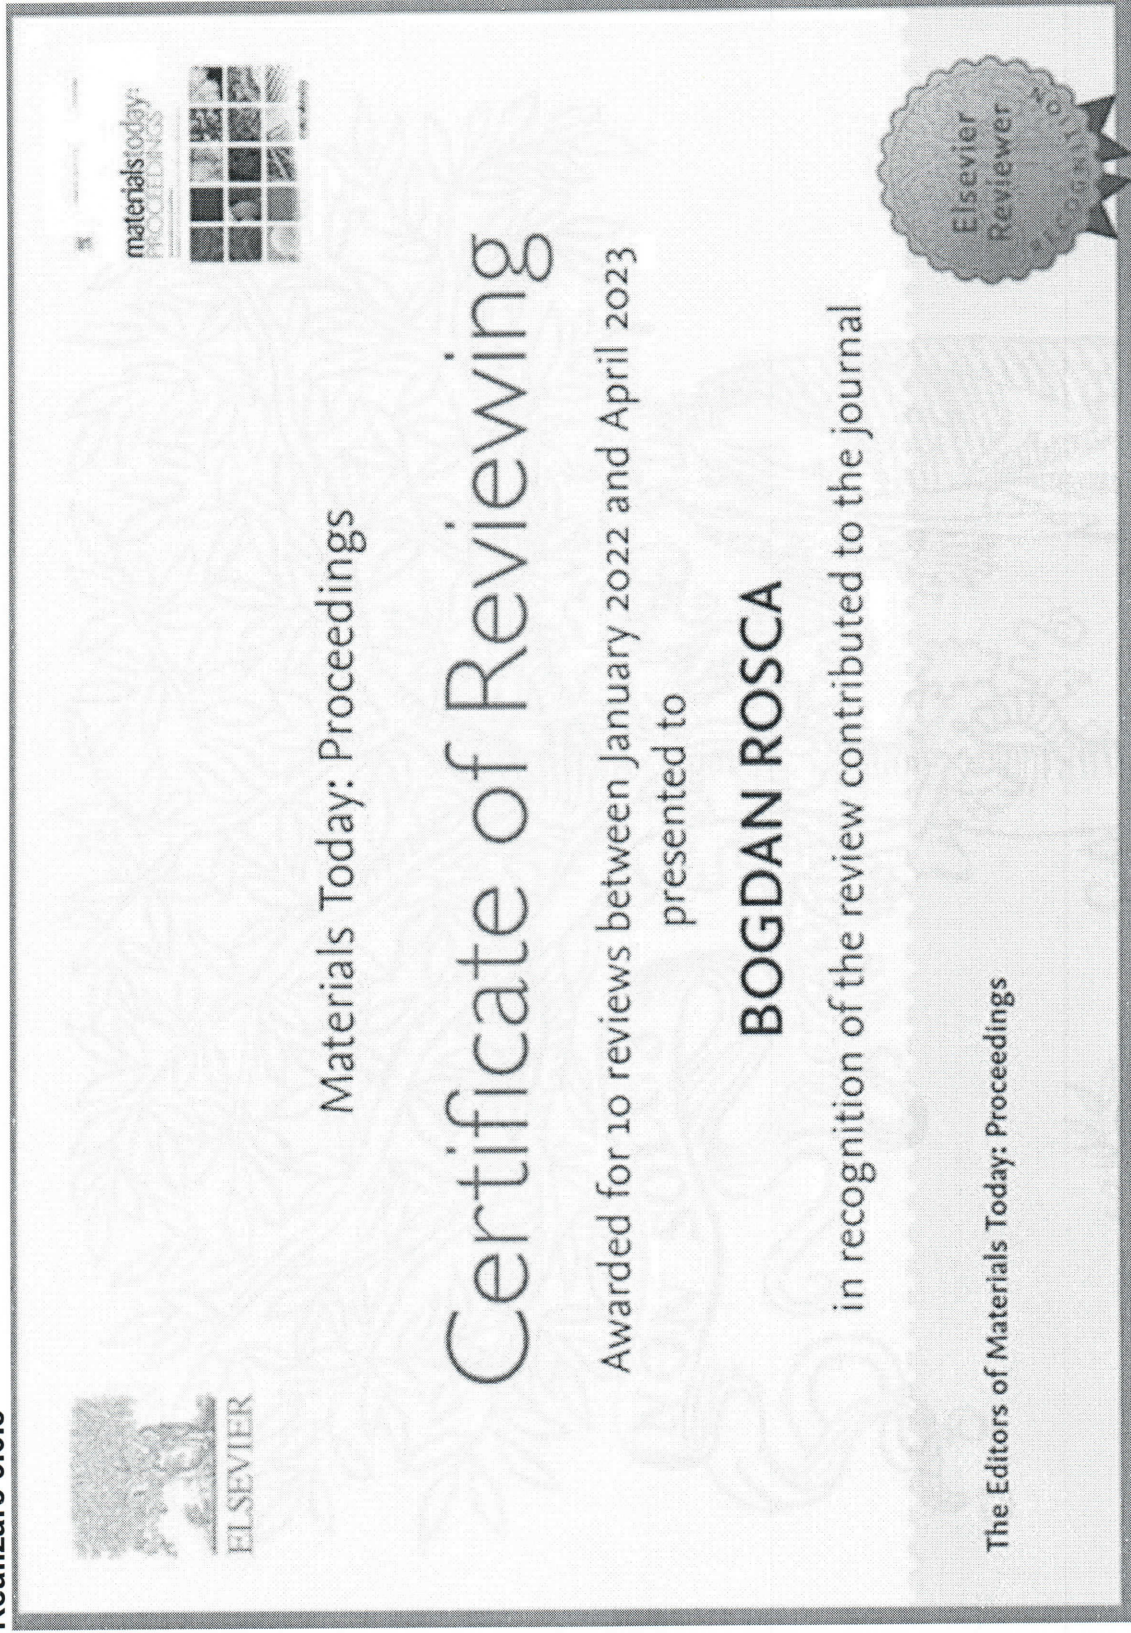 ELSEVIER
materialstoday:
PROCEEDINGS
Materials Today: Proceedings
Certificate of Reviewing
Awarded for 10 reviews between January 2022 and April 2023
presented to
BOGDAN ROSCA
in recognition of the review contributed to the journal
The Editors of Materials Today: Proceedings
Elsevier
Reviewer
RECOGNITION